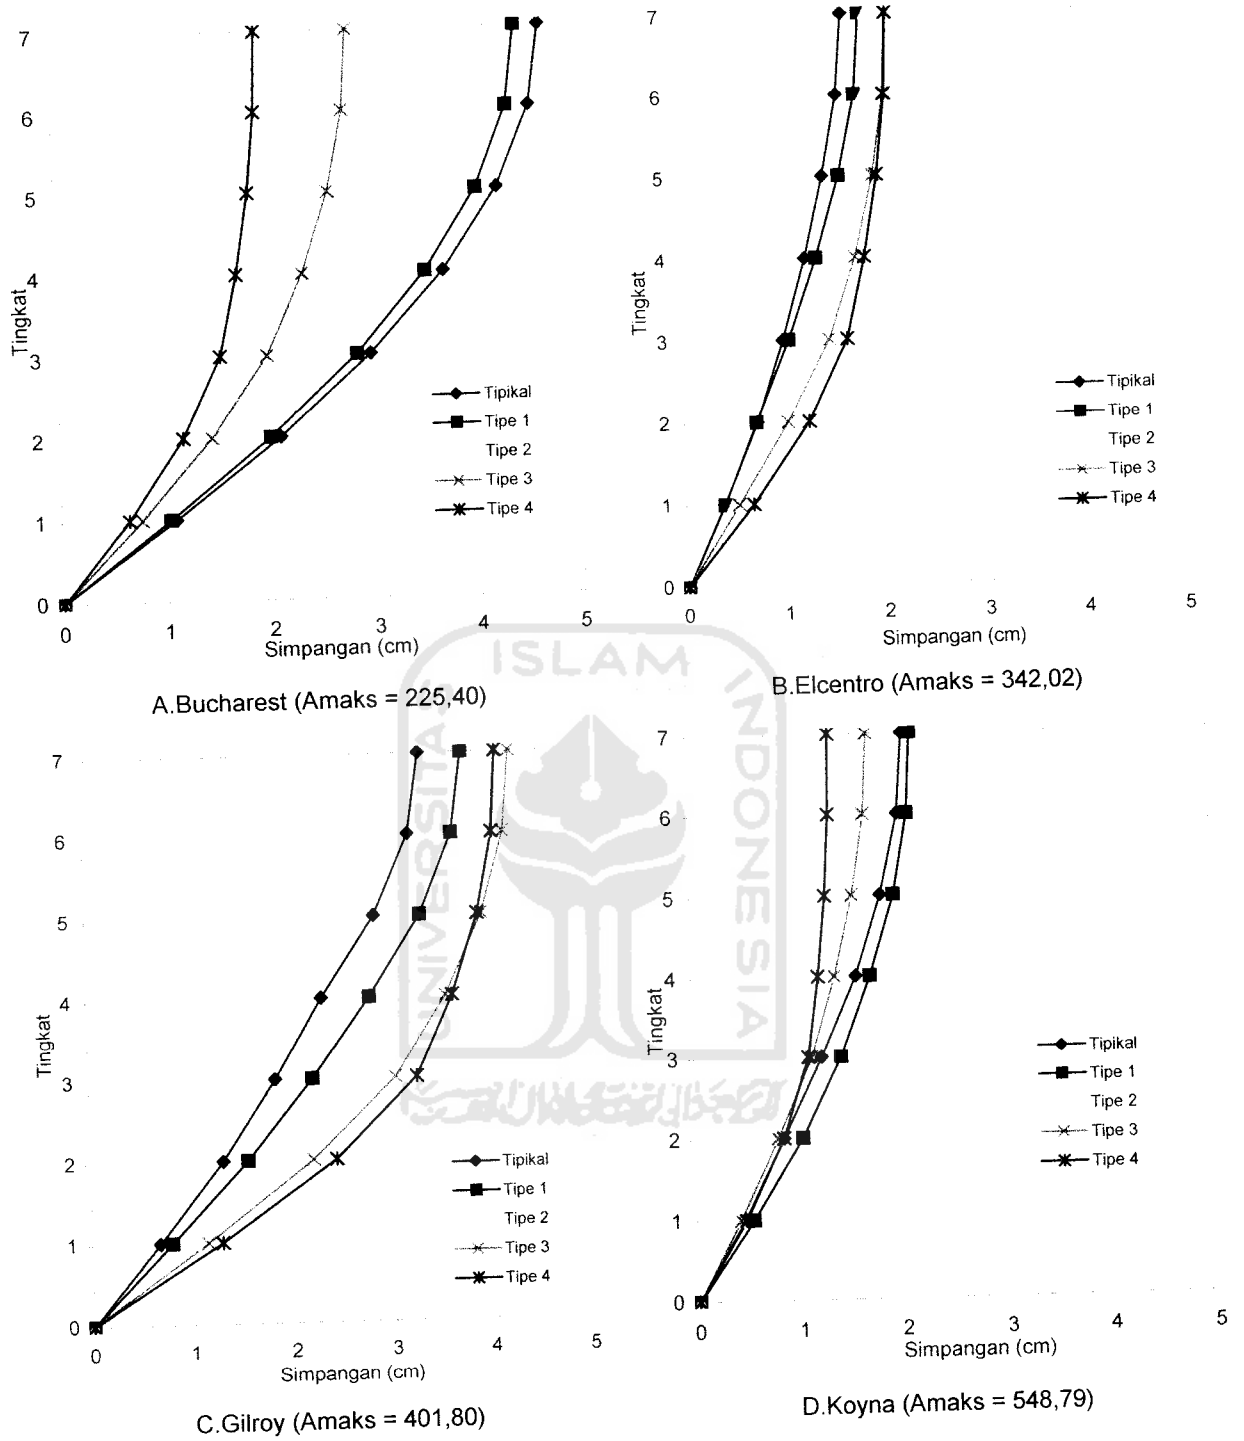 7
6
5
4
3
2
1
0
Tingkat
0 1 2 3 4 5
Simpangan (cm)
Tipikal
Tipe 1
Tipe 2
Tipe 3
Tipe 4
A.Bucharest (Amaks = 225,40)
7
6
5
4
3
2
1
0
Tingkat
0 1 2 3 4 5
Simpangan (cm)
Tipikal
Tipe 1
Tipe 2
Tipe 3
Tipe 4
B.Elcentro (Amaks = 342,02)
UNIVERSITAS
ISLAM
INDONESIA
7
6
5
4
3
2
1
0
Tingkat
0 1 2 3 4 5
Simpangan (cm)
Tipikal
Tipe 1
Tipe 2
Tipe 3
Tipe 4
C.Gilroy (Amaks = 401,80)
7
6
5
4
3
2
1
0
Tingkat
0 1 2 3 4 5
Simpangan (cm)
Tipikal
Tipe 1
Tipe 2
Tipe 3
Tipe 4
D.Koyna (Amaks = 548,79)